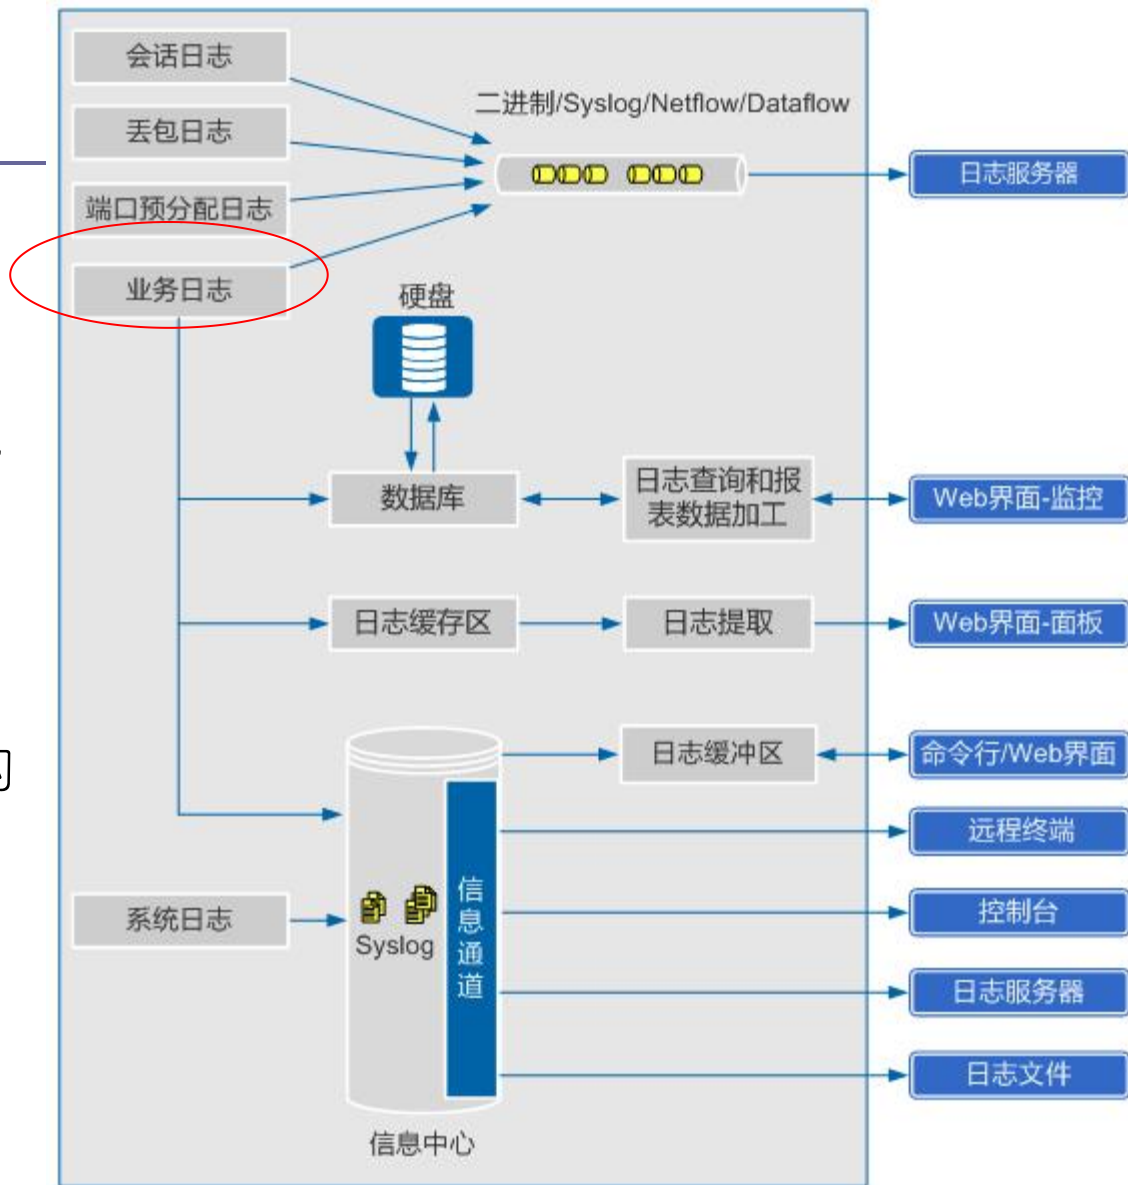 会话日志
二进制/Syslog/Netflow/Dataflow
丢包日志
日志服务器
端口预分配日志
业务日志
硬盘
数据库
日志查询和报
表数据加工
Web界面-监控
日志缓存区
日志提取
Web界面-面板
日志缓冲区
命令行/Web界面
远程终端
系统日志
Syslog
信
息
通
道
控制台
日志服务器
日志文件
信息中心